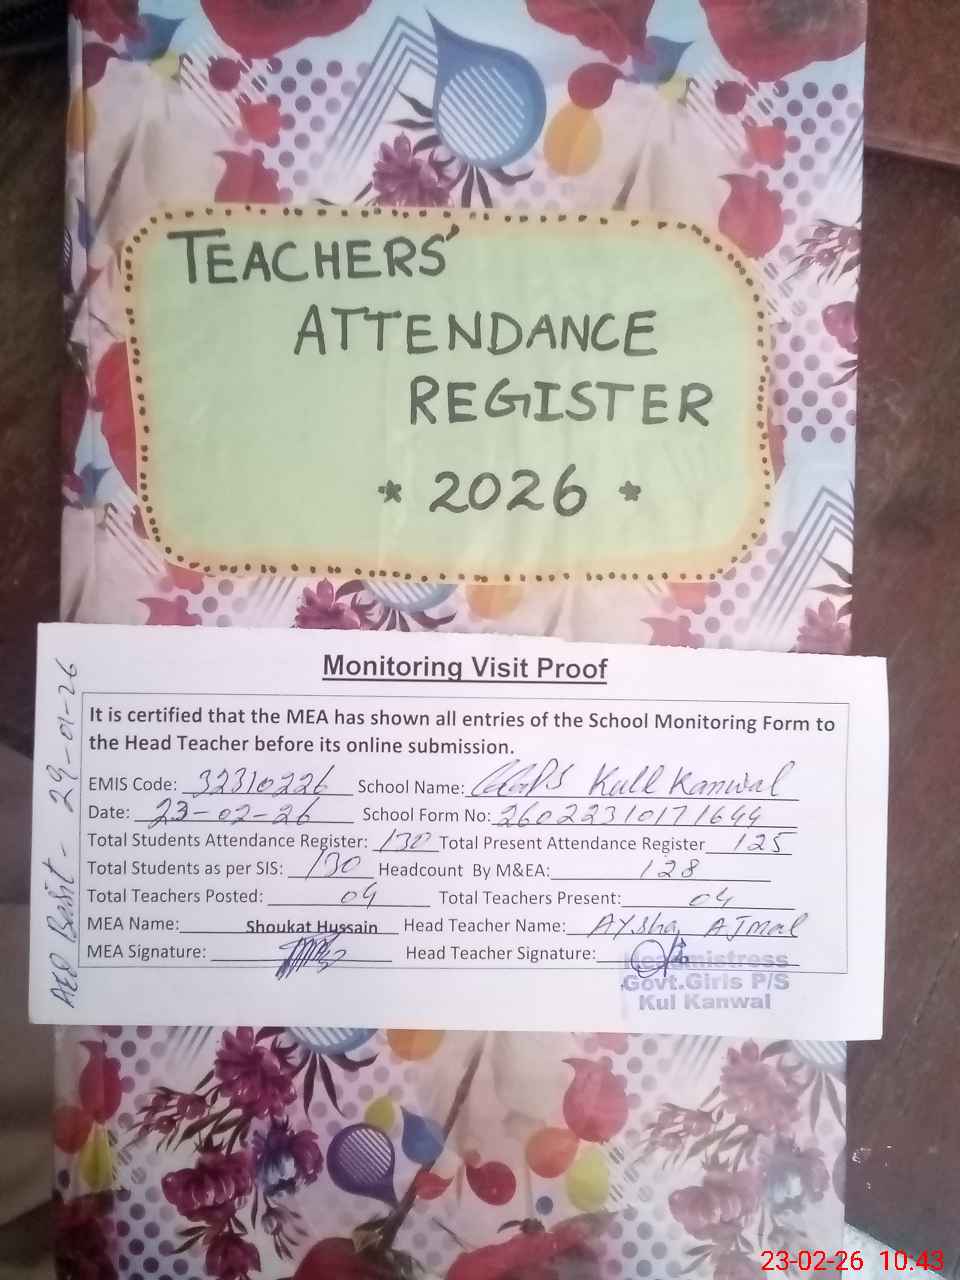 TEACHERS'
ATTENDANCE
REGISTER
* 2026 *
Monitoring Visit Proof
It is certified that the MEA has shown all entries of the School Monitoring Form to
the Head Teacher before its online submission.
EMIS Code: 32310226 School Name: GGPS Kull Kanwal
Date: 23-02-26 School Form No: 26022310171644
Total Students Attendance Register: 130 Total Present Attendance Register 125
Total Students as per SIS: 130 Headcount By M&EA: 128
Total Teachers Posted: 04 Total Teachers Present: 04
MEA Name: Shoukat Hussain Head Teacher Name: Aysha Ajmal
MEA Signature: Head Teacher Signature:
Headmistress
Govt.Girls P/S
Kul Kanwal
AEO Basit - 29-01-26
23-02-26 10:43